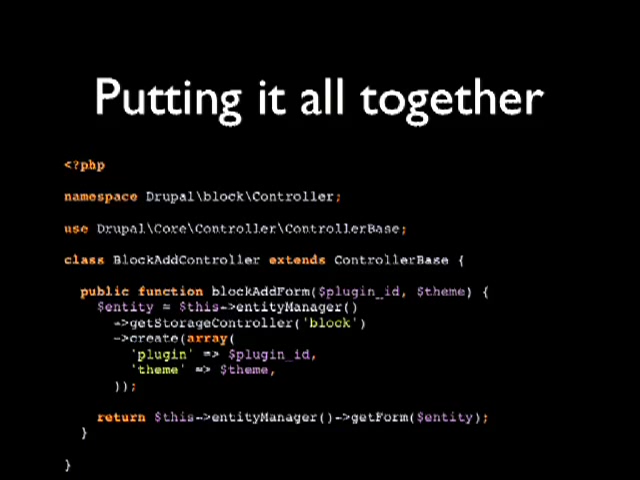 Putting it all together
<?php
namespace Drupal\block\Controller;
use Drupal\Core\Controller\ControllerBase;
class BlockAddController extends ControllerBase {
public function blockAddForm($plugin_id, $theme) {
$entity = $this->entityManager()
->getStorageController('block')
->create(array(
'plugin' => $plugin_id,
'theme' => $theme,
));
return $this->entityManager()->getForm($entity);
}
}